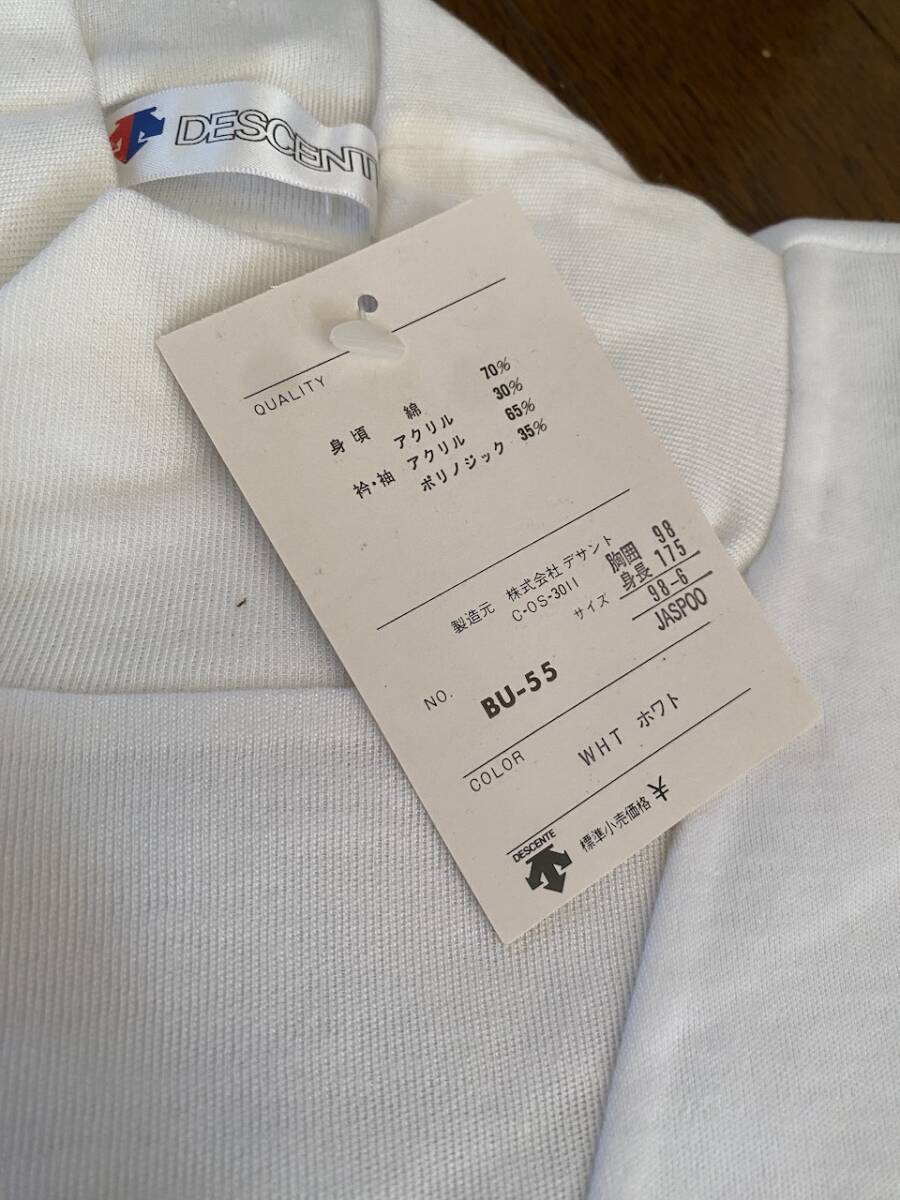 DESCENT
QUALITY
身頃 綿 70%
アクリル 30%
衿・袖 アクリル 65%
ポリノジック 35%
製造元 株式会社デサント
C-OS-3011
サイズ
胸囲 98
身長 175
98-6
JASPOO
NO. BU-55
COLOR WHT ホワト
DESCENTE
標準小売価格